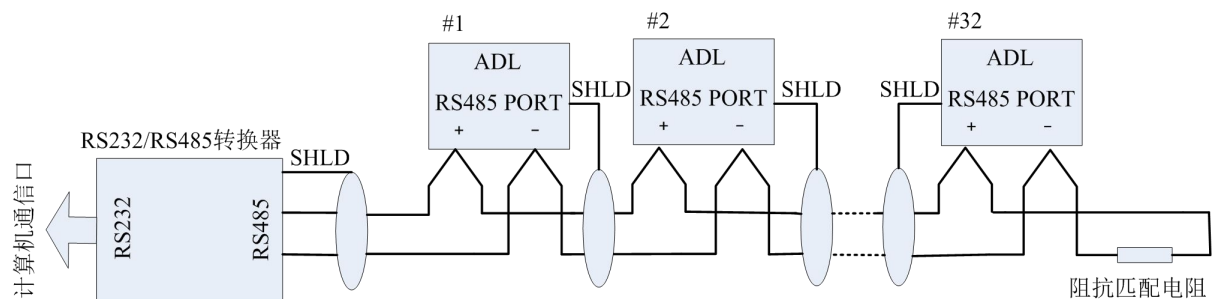 #1
#2
#32
ADL
RS485 PORT
+ -
SHLD
ADL
RS485 PORT
+ -
SHLD
SHLD
ADL
RS485 PORT
+ -
RS232/RS485转换器
SHLD
计算机通信口
RS232
RS485
阻抗匹配电阻